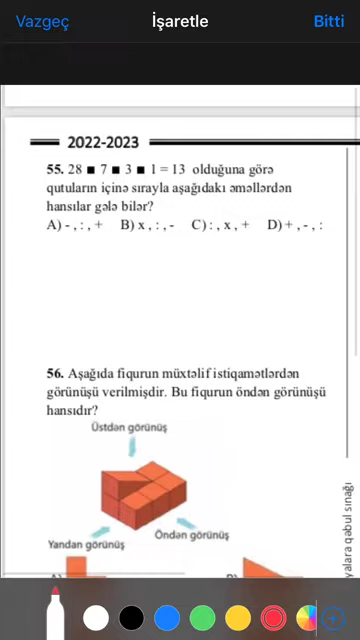 Vazgeç İşaretle Bitti
2022-2023
55. 28 ■ 7 ■ 3 ■ 1 = 13 olduğuna görə
qutuların içinə sırayla aşağıdakı əməllərdən
hansılar gələ bilər?
A) - , : , + B) x , : , - C) : , x , + D) + , - , :
56. Aşağıda fiqurun müxtəlif istiqamətlərdən
görünüşü verilmişdir. Bu fiqurun öndən görünüşü
hansıdır?
Üstdən görünüş
Öndən görünüş
Yandan görünüş
yalara qəbul sınağı